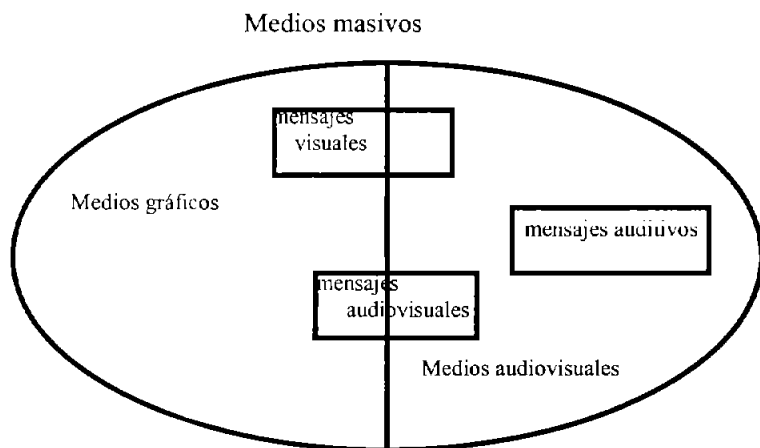 Medios masivos
mensajes
visuales
Medios gráficos
mensajes auditivos
mensajes
audiovisuales
Medios audiovisuales